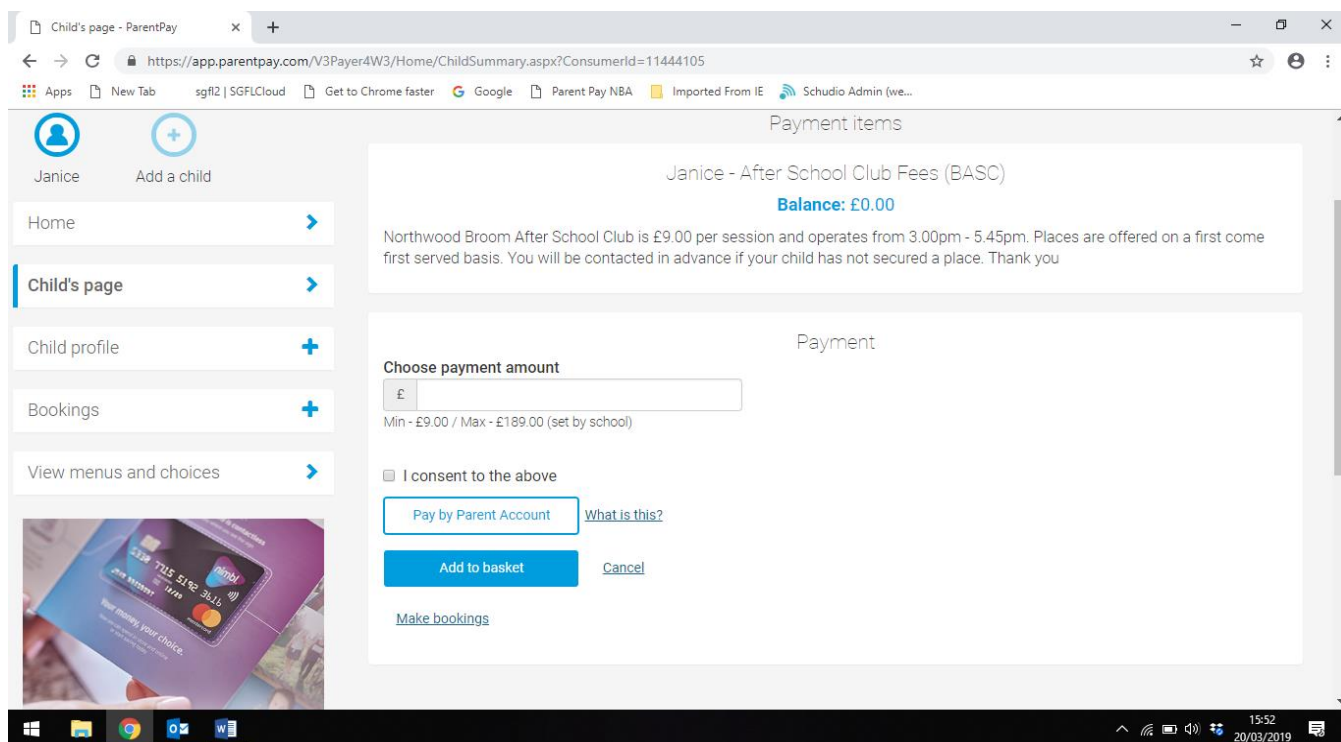 Child's page - ParentPay
https://app.parentpay.com/V3Payer4W3/Home/ChildSummary.aspx?ConsumerId=11444105
Apps New Tab sgfl2 | SGFLCloud Get to Chrome faster Google Parent Pay NBA Imported From IE Schudio Admin (we...
Janice Add a child
Home
Child's page
Child profile
Bookings
View menus and choices
nimbl
Your money, your choice.
Payment items
Janice - After School Club Fees (BASC)
Balance: £0.00
Northwood Broom After School Club is £9.00 per session and operates from 3.00pm - 5.45pm. Places are offered on a first come
first served basis. You will be contacted in advance if your child has not secured a place. Thank you
Payment
Choose payment amount
£
Min - £9.00 / Max - £189.00 (set by school)
I consent to the above
Pay by Parent Account What is this?
Add to basket Cancel
Make bookings
15:52
20/03/2019